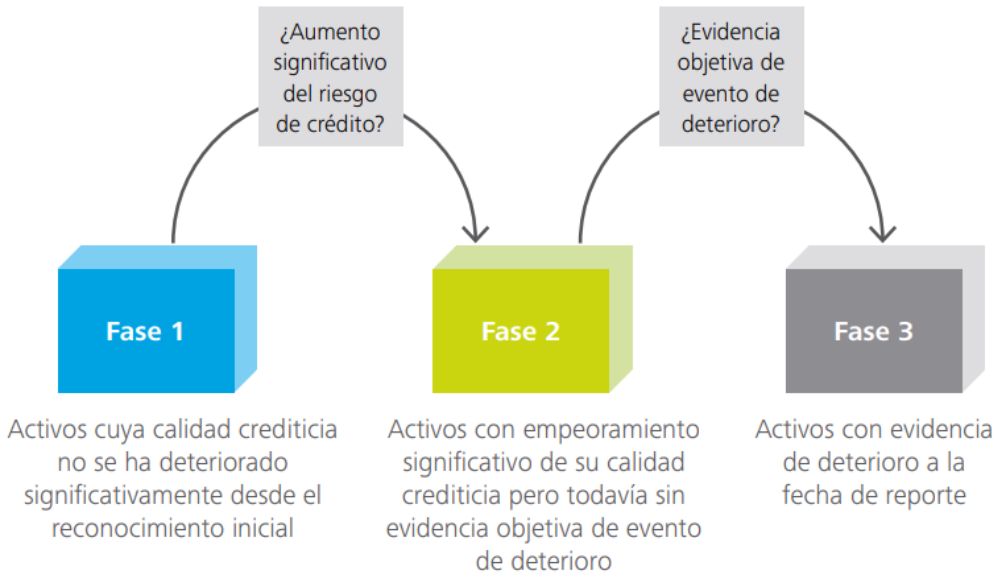 ¿Aumento
significativo
del riesgo
de crédito?
¿Evidencia
objetiva de
evento de
deterioro?
Fase 1
Fase 2
Fase 3
Activos cuya calidad crediticia
no se ha deteriorado
significativamente desde el
reconocimiento inicial
Activos con empeoramiento
significativo de su calidad
crediticia pero todavía sin
evidencia objetiva de evento
de deterioro
Activos con evidencia
de deterioro a la
fecha de reporte